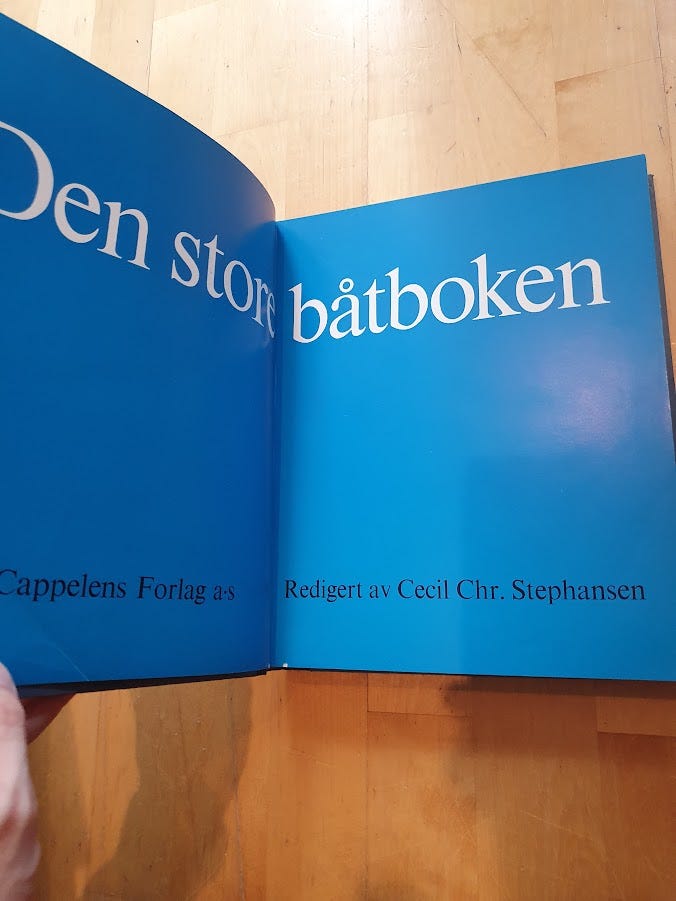 Den store båtboken
Cappelens Forlag a·s
Redigert av Cecil Chr. Stephansen